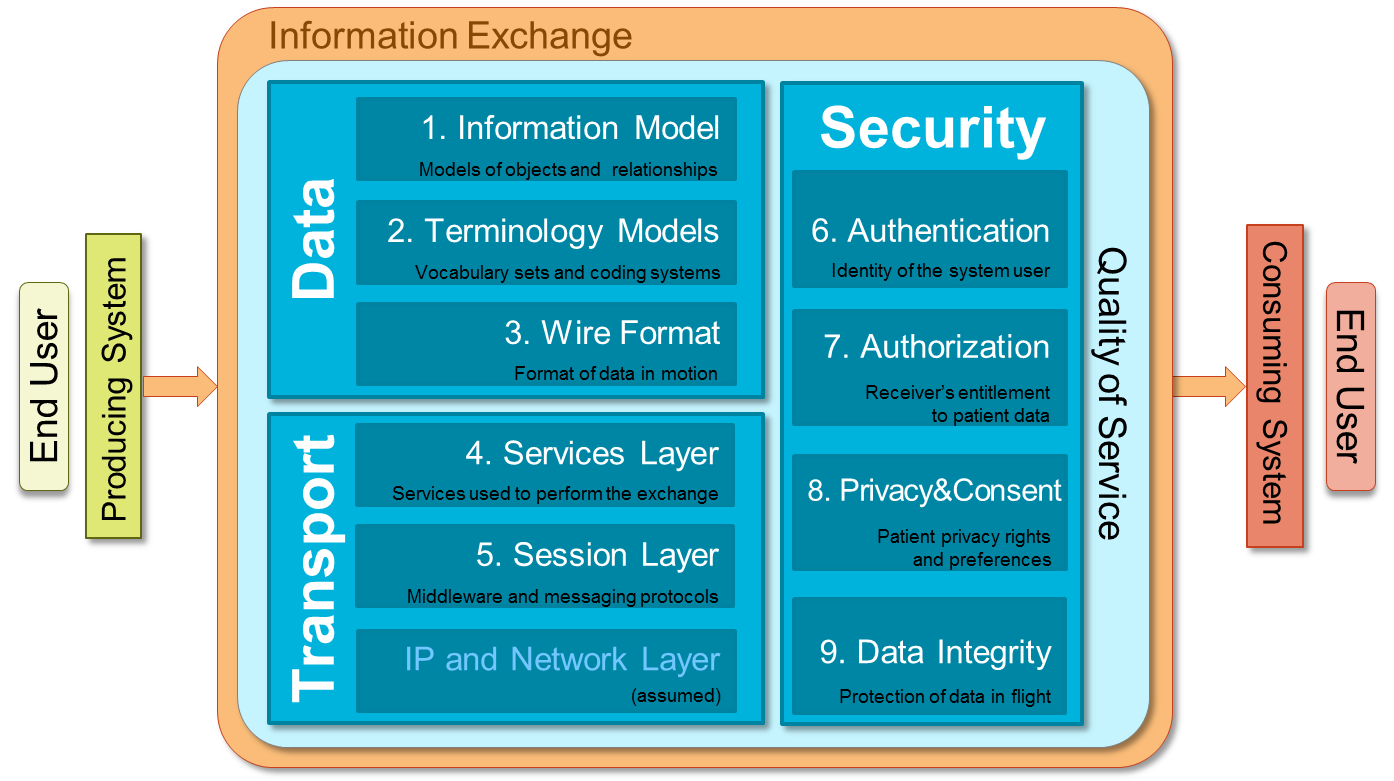 Information Exchange
End User
Producing System
Data
1. Information Model
Models of objects and relationships
2. Terminology Models
Vocabulary sets and coding systems
3. Wire Format
Format of data in motion
Transport
4. Services Layer
Services used to perform the exchange
5. Session Layer
Middleware and messaging protocols
IP and Network Layer
(assumed)
Security
6. Authentication
Identity of the system user
7. Authorization
Receiver's entitlement
to patient data
8. Privacy&Consent
Patient privacy rights
and preferences
9. Data Integrity
Protection of data in flight
Quality of Service
Consuming System
End User